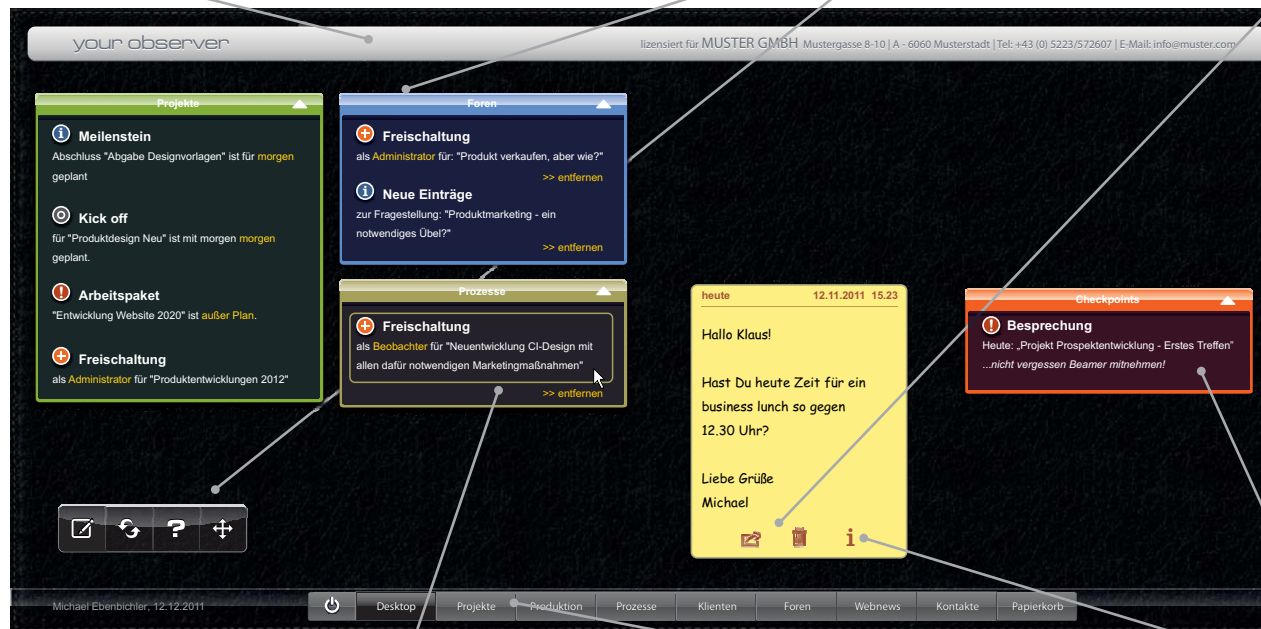 your observer
lizensiert für MUSTER GMBH Mustergasse 8-10 | A - 6060 Musterstadt | Tel: +43 (0) 5223/572607 | E-Mail: info@muster.com
Projekte
Meilenstein
Abschluss "Abgabe Designvorlagen" ist für morgen
geplant
Kick off
für "Produktdesign Neu" ist mit morgen morgen
geplant.
Arbeitspaket
"Entwicklung Website 2020" ist außer Plan.
Freischaltung
als Administrator für "Produktentwicklungen 2012"
Foren
Freischaltung
als Administrator für: "Produkt verkaufen, aber wie?"
>> entfernen
Neue Einträge
zur Fragestellung: "Produktmarketing - ein
notwendiges Übel?"
>> entfernen
Prozesse
Freischaltung
als Beobachter für "Neuentwicklung CI-Design mit
allen dafür notwendigen Marketingmaßnahmen"
>> entfernen
heute 12.11.2011 15.23
Hallo Klaus!
Hast Du heute Zeit für ein
business lunch so gegen
12.30 Uhr?
Liebe Grüße
Michael
Checkpoints
Besprechung
Heute: „Projekt Prospektentwicklung - Erstes Treffen"
...nicht vergessen Beamer mitnehmen!
Michael Ebenbichler, 12.12.2011
Desktop Projekte Produktion Prozesse Klienten Foren Webnews Kontakte Papierkorb